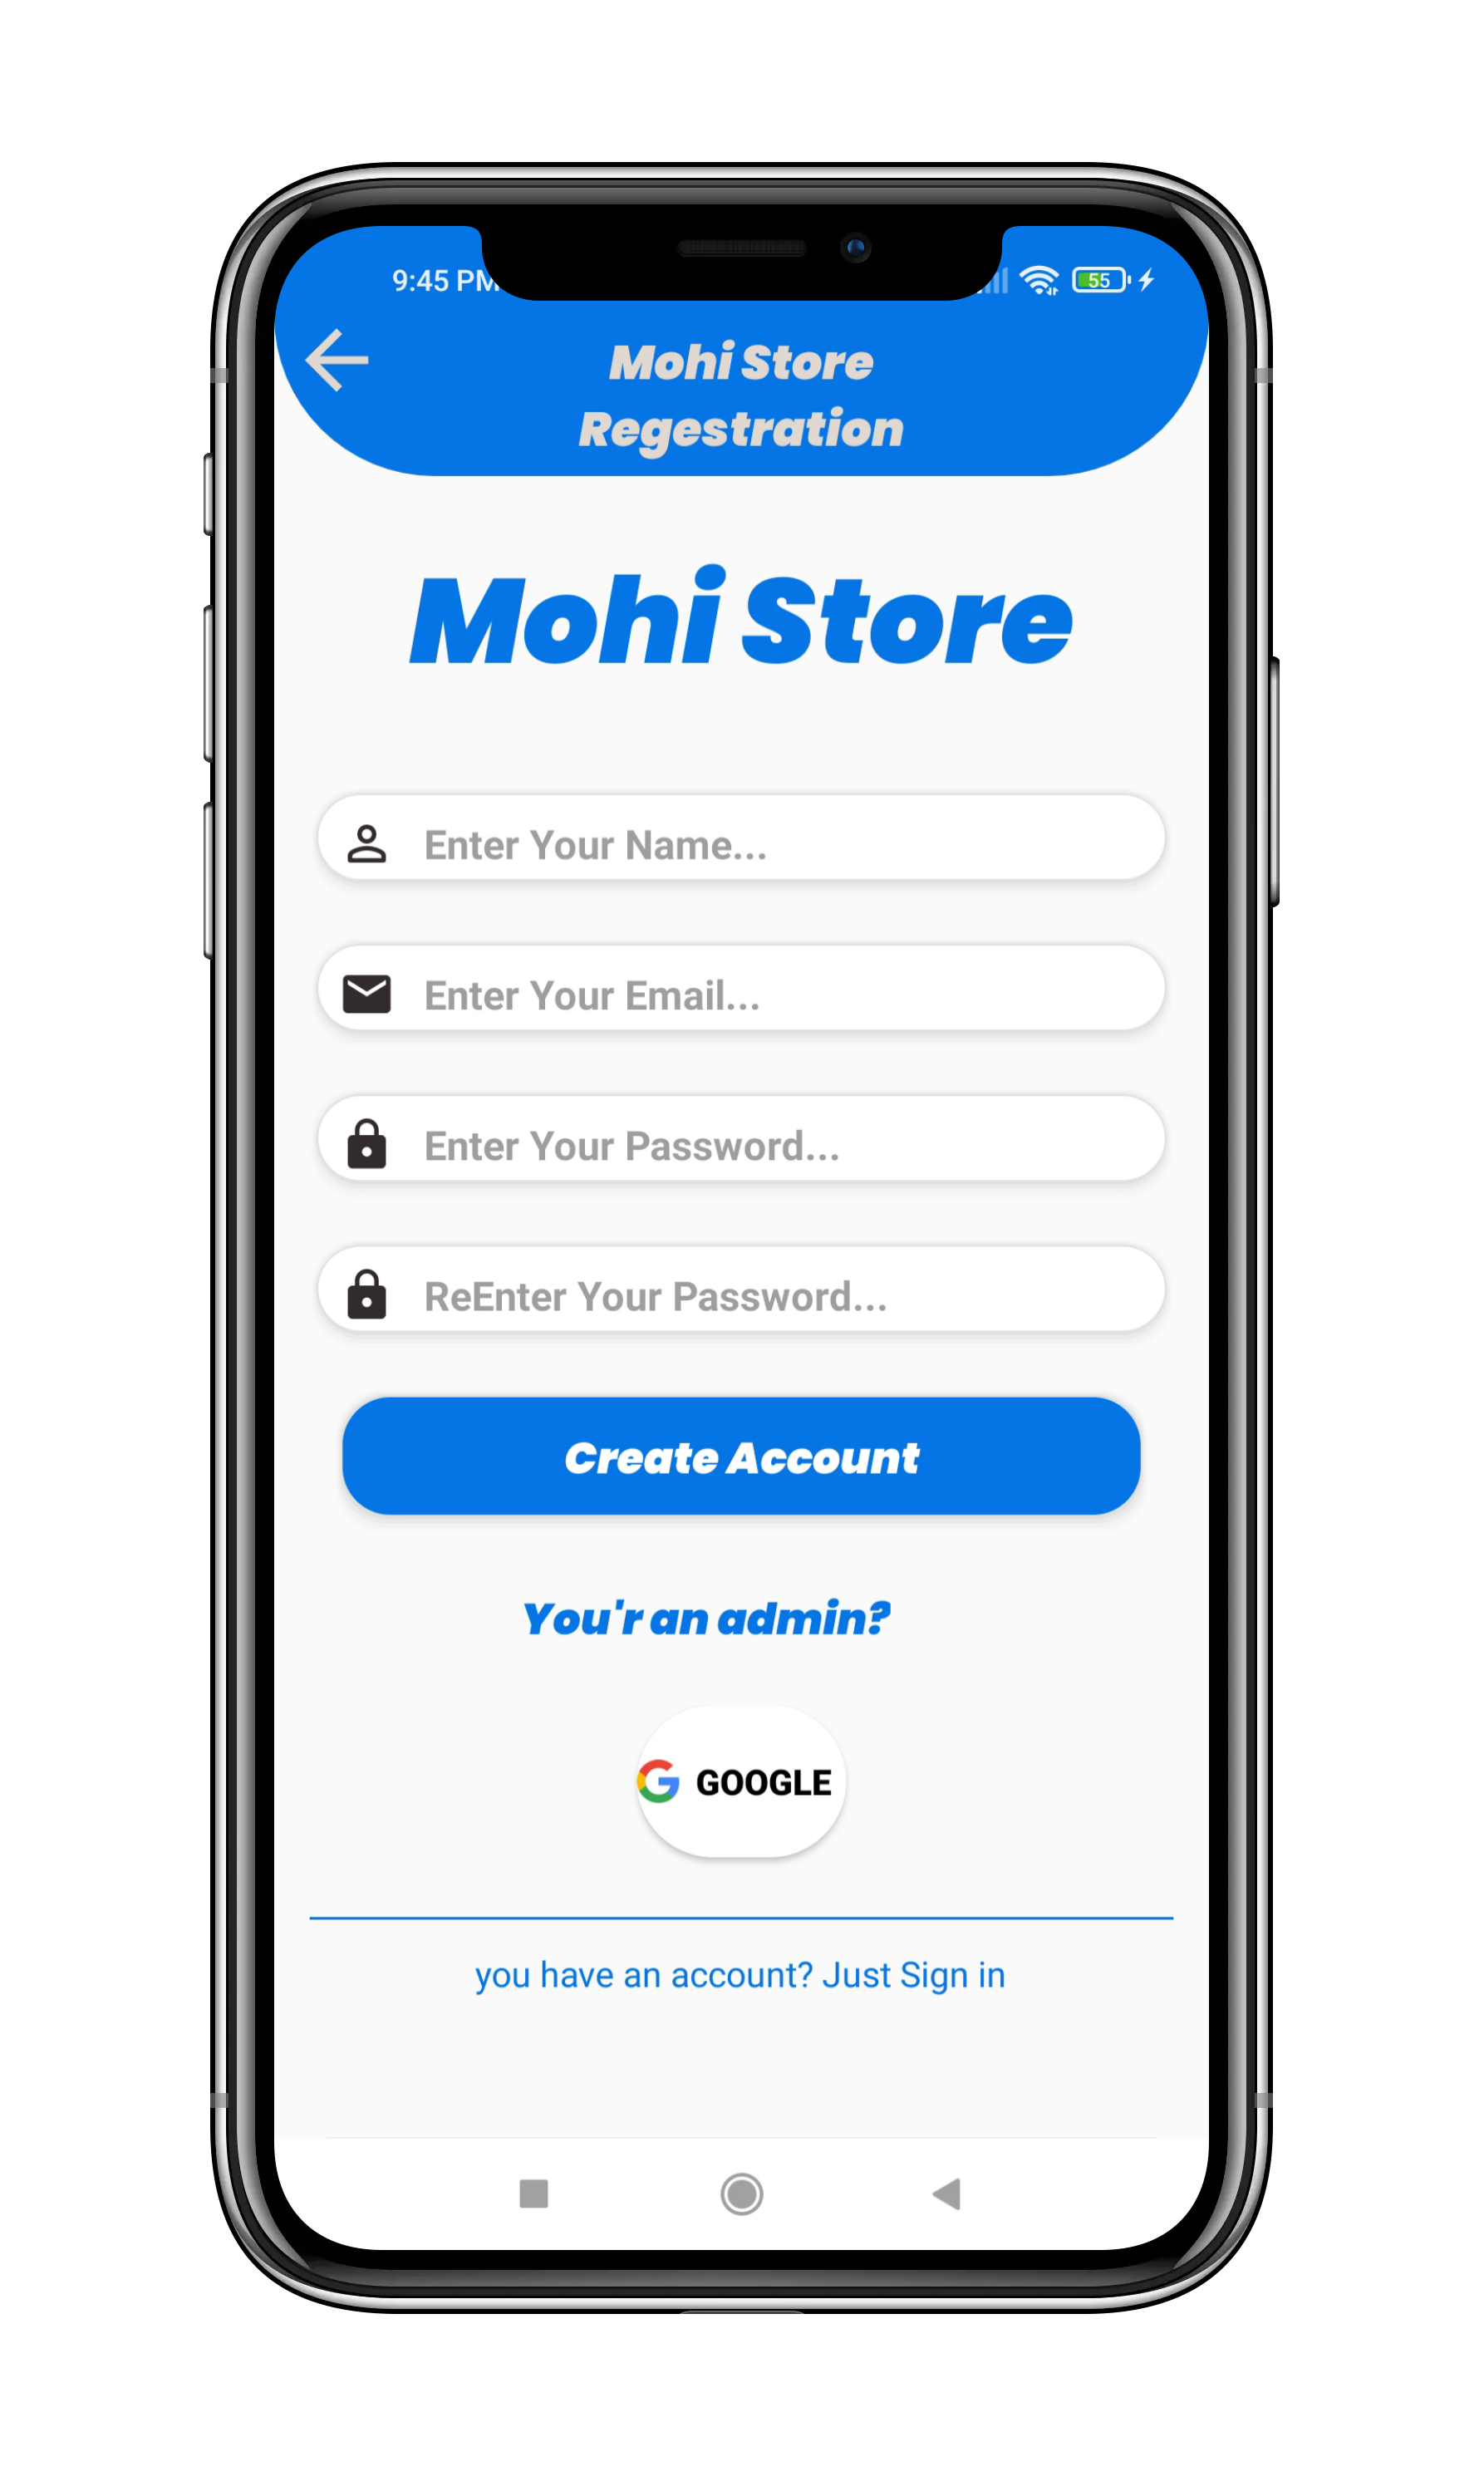 9:45 PM
55
Mohi Store
Regestration
Mohi Store
Enter Your Name...
Enter Your Email...
Enter Your Password...
ReEnter Your Password...
Create Account
You'r an admin?
GOOGLE
you have an account? Just Sign in